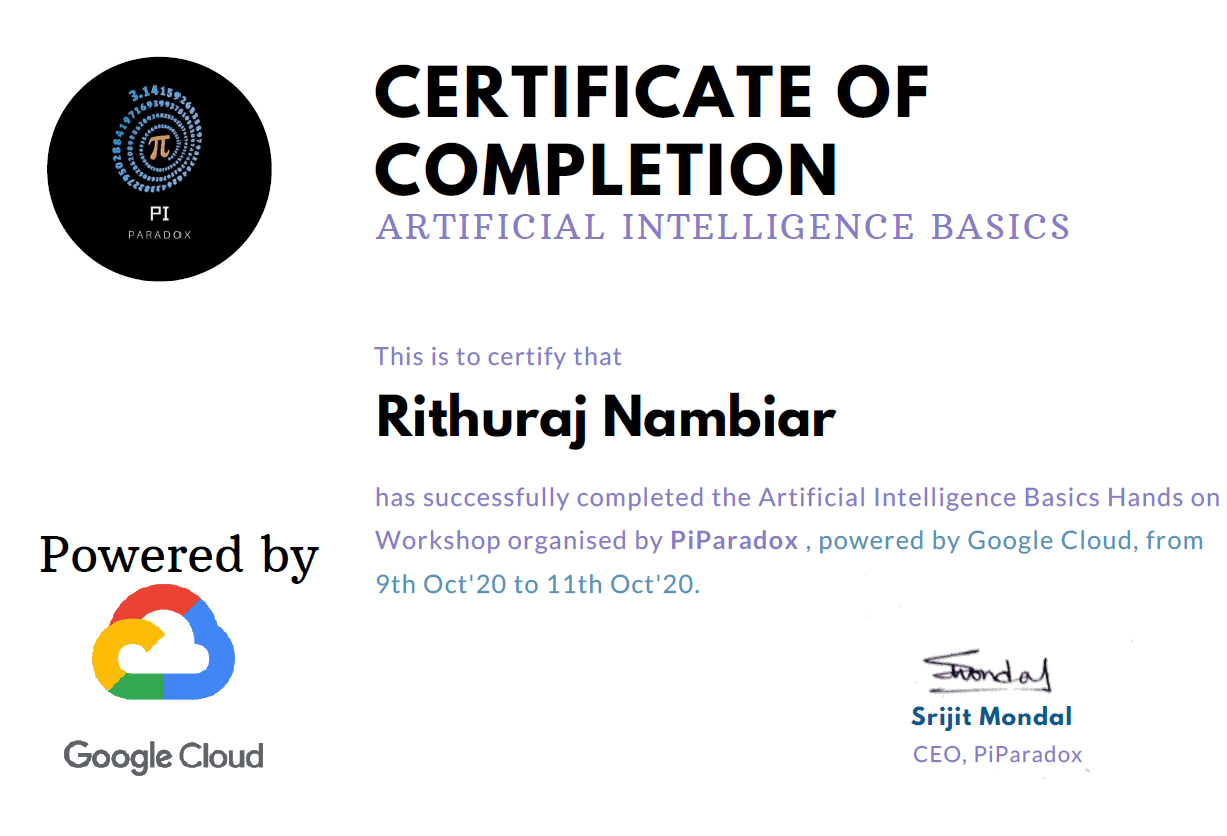 3.14159265
PI
PARADOX
CERTIFICATE OF
COMPLETION
ARTIFICIAL INTELLIGENCE BASICS
This is to certify that
Rithuraj Nambiar
has successfully completed the Artificial Intelligence Basics Hands on
Workshop organised by PiParadox , powered by Google Cloud, from
9th Oct'20 to 11th Oct'20.
Powered by
Google Cloud
Srijit Mondal
CEO, PiParadox